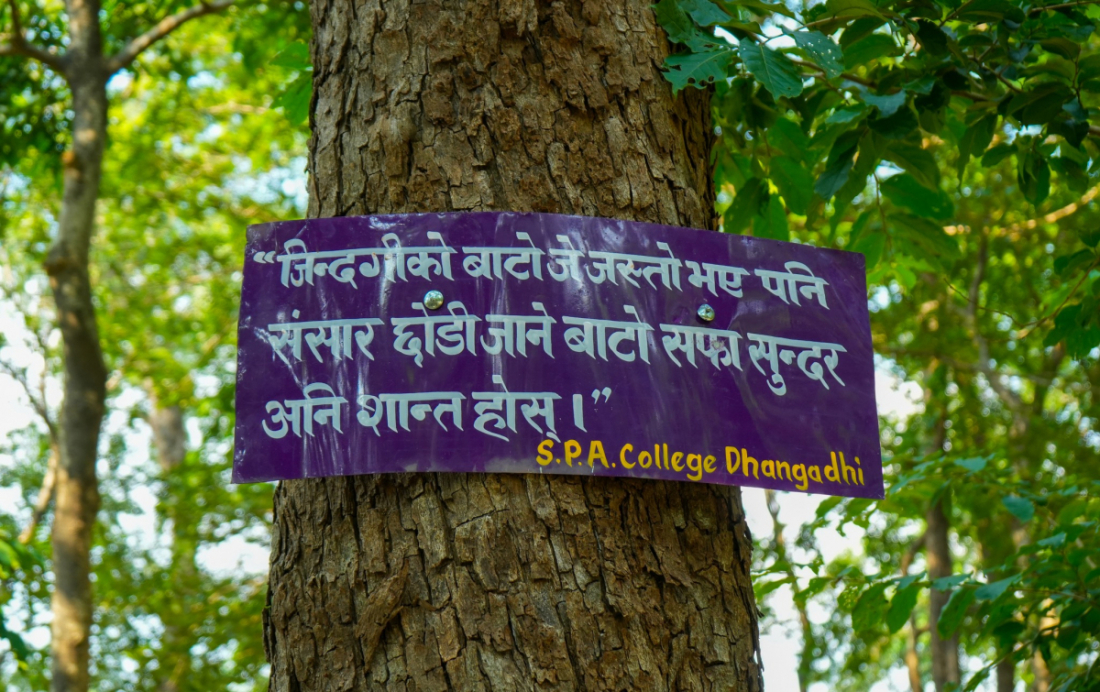 “जिन्दगीको बाटो जे जस्तो भए पनि
संसार छोडी जाने बाटो सफा सुन्दर
अनि शान्त होस् ।”
S.P.A. College Dhangadhi